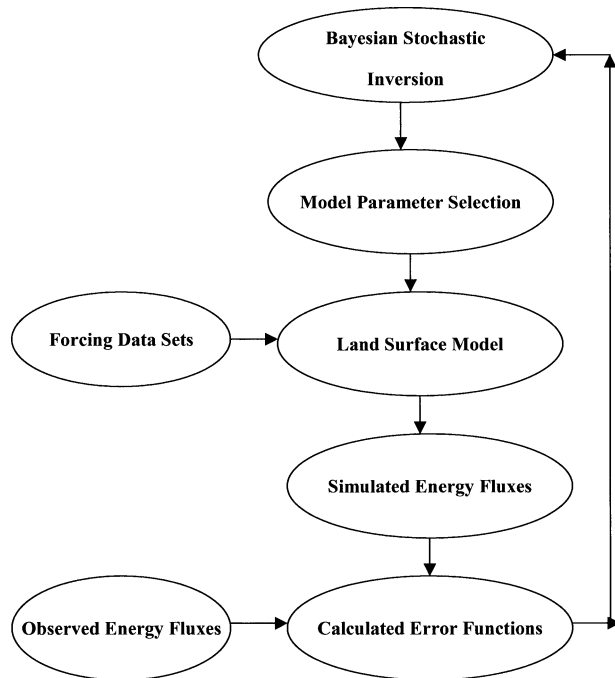 Bayesian Stochastic
Inversion
Model Parameter Selection
Forcing Data Sets
Land Surface Model
Simulated Energy Fluxes
Observed Energy Fluxes
Calculated Error Functions